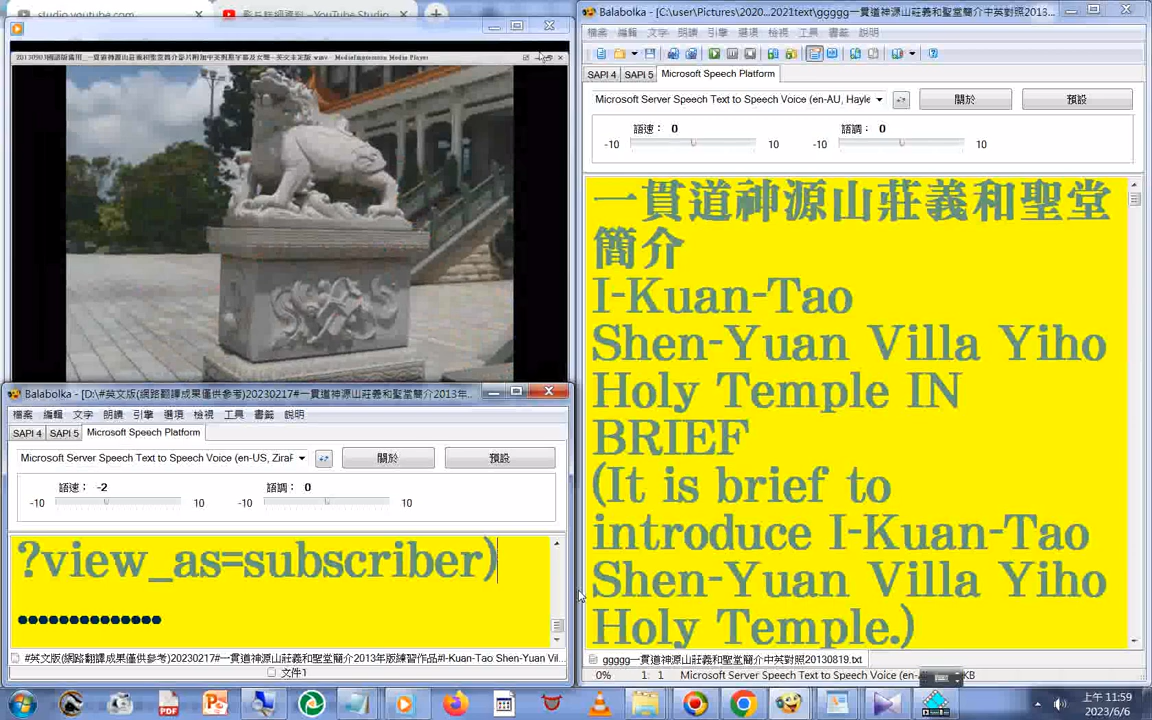 studio.youtube.com
影片詳細資料 - YouTube Studio
Balabolka - [C:\user\Pictures\2020...2021text\ggggg一貫道神源山莊義和聖堂中英對照2013...
檔案 編輯 文字 朗讀 引擎 選項 檢視 工具 書籤 說明
SAPI 4 SAPI 5 Microsoft Speech Platform
Microsoft Server Speech Text to Speech Voice (en-AU, Hayle
關於
預設
語速： 0
語調： 0
-10 10 -10 10
一貫道神源山莊義和聖堂
簡介
I-Kuan-Tao
Shen-Yuan Villa Yiho
Holy Temple IN
BRIEF
(It is brief to
introduce I-Kuan-Tao
Shen-Yuan Villa Yiho
Holy Temple.)
ggggg一貫道神源山莊義和聖堂簡介中英對照20130819.txt
0% 1: 1 Microsoft Server Speech Text to Speech Voice (en-
KB
Balabolka - [D:\#英文版(網路翻譯成果僅供參考)20230217#一貫道神源山莊義和聖堂簡介2013年...
檔案 編輯 文字 朗讀 引擎 選項 檢視 工具 書籤 說明
SAPI 4 SAPI 5 Microsoft Speech Platform
Microsoft Server Speech Text to Speech Voice (en-US, ZiraP
關於
預設
語速： -2
語調： 0
-10 10 -10 10
?view_as=subscriber)
••••••••••••••
#英文版(網路翻譯成果僅供參考)20230217#一貫道神源山莊義和聖堂簡介2013年版練習作品#I-Kuan-Tao Shen-Yuan Vil...
文件1
PDF
上午 11:59
2023/6/6